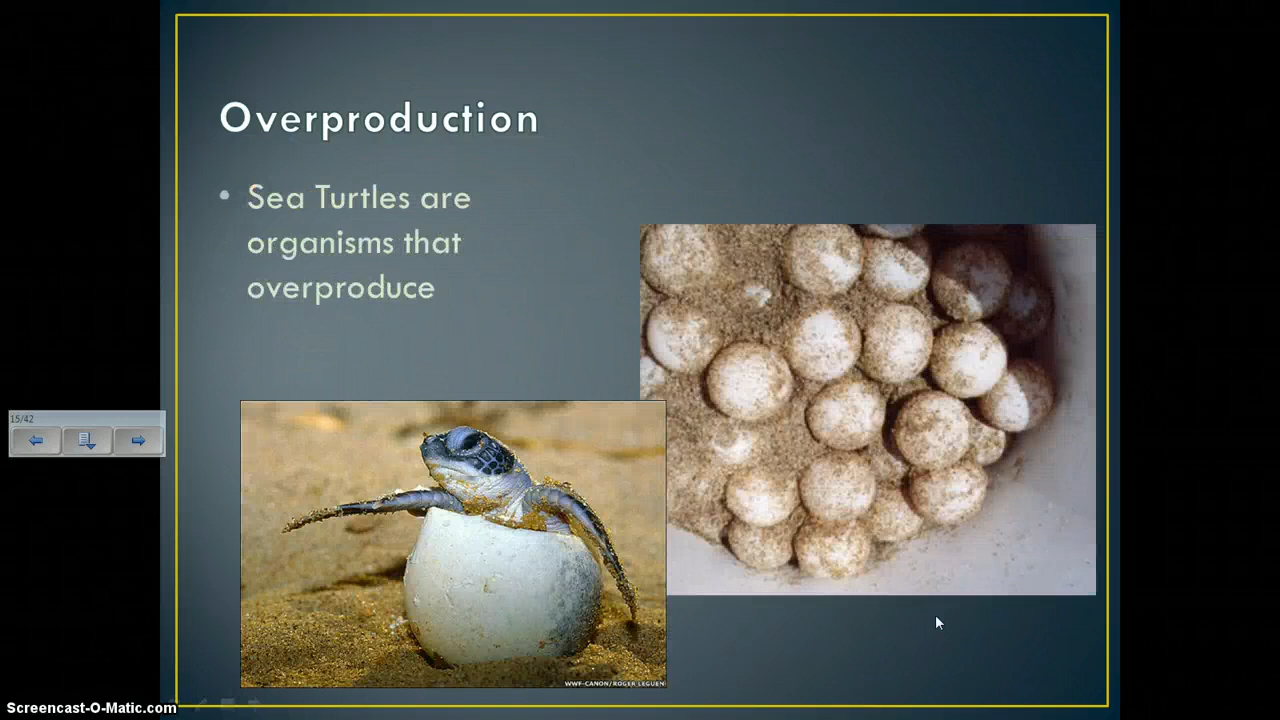 Overproduction
• Sea Turtles are
organisms that
overproduce
15/42
WWF-CANON/ROGER LEGUEN
Screencast-O-Matic.com